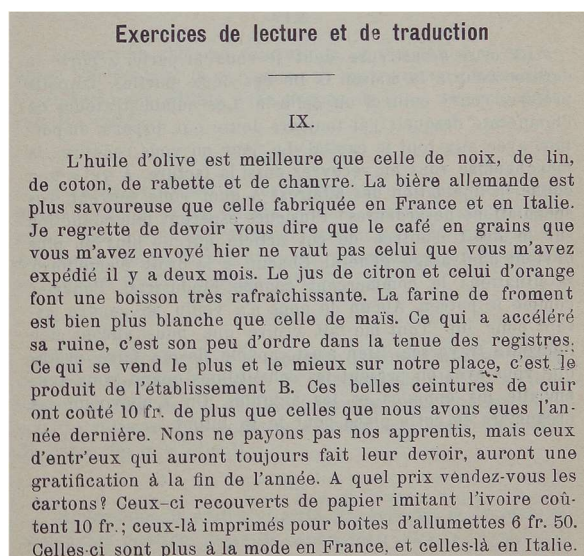 Exercices de lecture et de traduction
IX.
L'huile d'olive est meilleure que celle de noix, de lin,
de coton, de rabette et de chanvre. La bière allemande est
plus savoureuse que celle fabriquée en France et en Italie.
Je regrette de devoir vous dire que le café en grains que
vous m'avez envoyé hier ne vaut pas celui que vous m'avez
expédié il y a deux mois. Le jus de citron et celui d'orange
font une boisson très rafraîchissante. La farine de froment
est bien plus blanche que celle de maïs. Ce qui a accéléré
sa ruine, c'est son peu d'ordre dans la tenue des registres.
Ce qui se vend le plus et le mieux sur notre place, c'est le
produit de l'établissement B. Ces belles ceintures de cuir
ont coûté 10 fr. de plus que celles que nous avons eues l'an-
née dernière. Nons ne payons pas nos apprentis, mais ceux
d'entr'eux qui auront toujours fait leur devoir, auront une
gratification à la fin de l'année. A quel prix vendez-vous les
cartons? Ceux-ci recouverts de papier imitant l'ivoire coû-
tent 10 fr.; ceux-là imprimés pour boîtes d'allumettes 6 fr. 50.
Celles-ci sont plus à la mode en France, et celles-là en Italie.